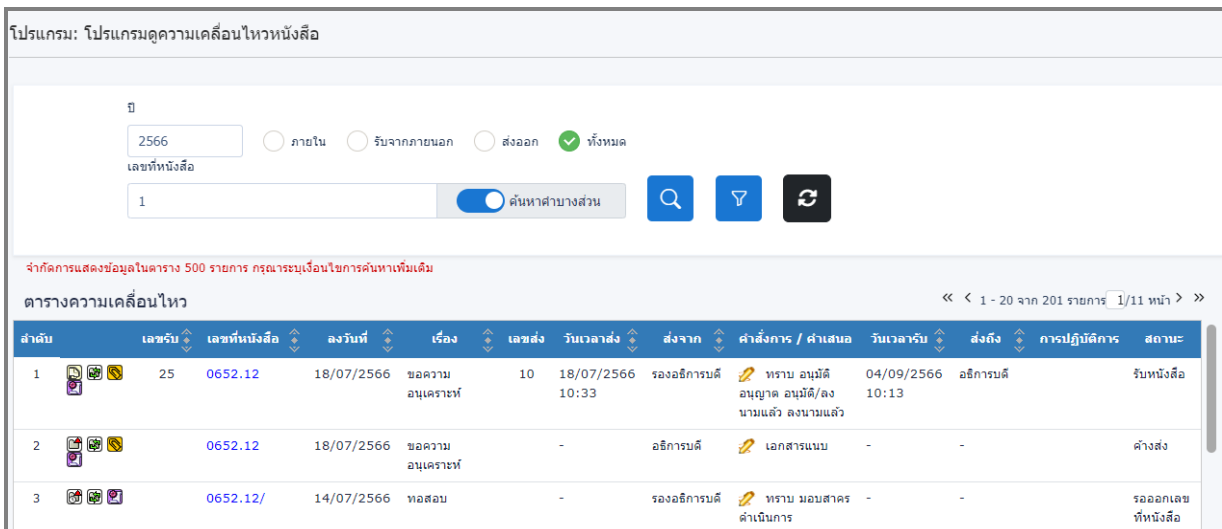 โปรแกรม: โปรแกรมดูความเคลื่อนไหวหนังสือ
ปี
2566 ภายใน รับจากภายนอก ส่งออก ทั้งหมด
เลขที่หนังสือ
1 ค้นหาคำบางส่วน
จำกัดการแสดงข้อมูลในตาราง 500 รายการ กรุณาระบุเงื่อนไขการค้นหาเพิ่มเติม
ตารางความเคลื่อนไหว 1 - 20 จาก 201 รายการ 1/11 หน้า
ลำดับ เลขรับ เลขที่หนังสือ ลงวันที่ เรื่อง เลขส่ง วันเวลาส่ง ส่งจาก คำสั่งการ / คำเสนอ วันเวลารับ ส่งถึง การปฏิบัติการ สถานะ
1 25 0652.12 18/07/2566 ขอความ 10 18/07/2566 รองอธิการบดี ทราบ อนุมัติ 04/09/2566 อธิการบดี รับหนังสือ
อนุเคราะห์ 10:33 อนุญาต อนุมัติ/ลง 10:13
นามแล้ว ลงนามแล้ว
2 0652.12 18/07/2566 ขอความ - อธิการบดี เอกสารแนบ - - ค้างส่ง
อนุเคราะห์
3 0652.12/ 14/07/2566 ทอสอบ - รองอธิการบดี ทราบ มอบสาคร - - รอออกเลข
ดำเนินการ ที่หนังสือ